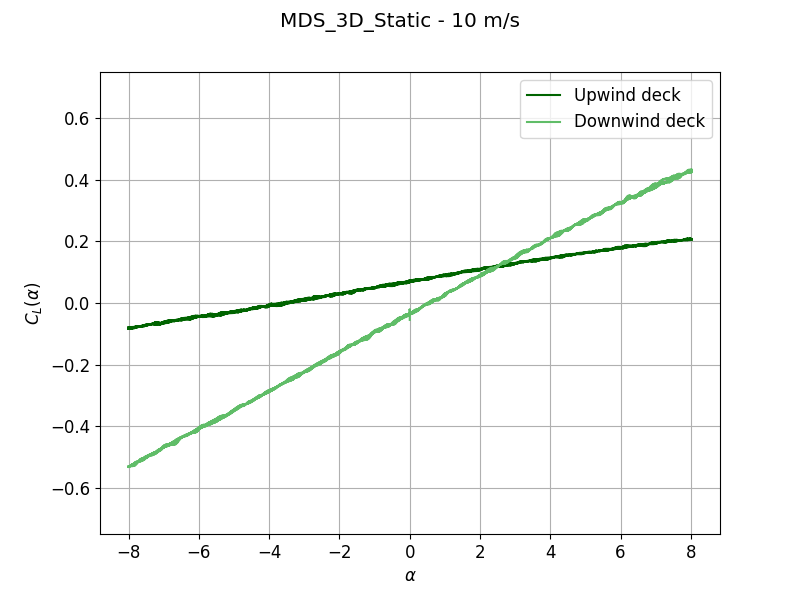 MDS_3D_Static - 10 m/s
Upwind deck
Downwind deck
0.6
0.4
0.2
0.0
−0.2
−0.4
−0.6
C_L(α)
−8 −6 −4 −2 0 2 4 6 8
α